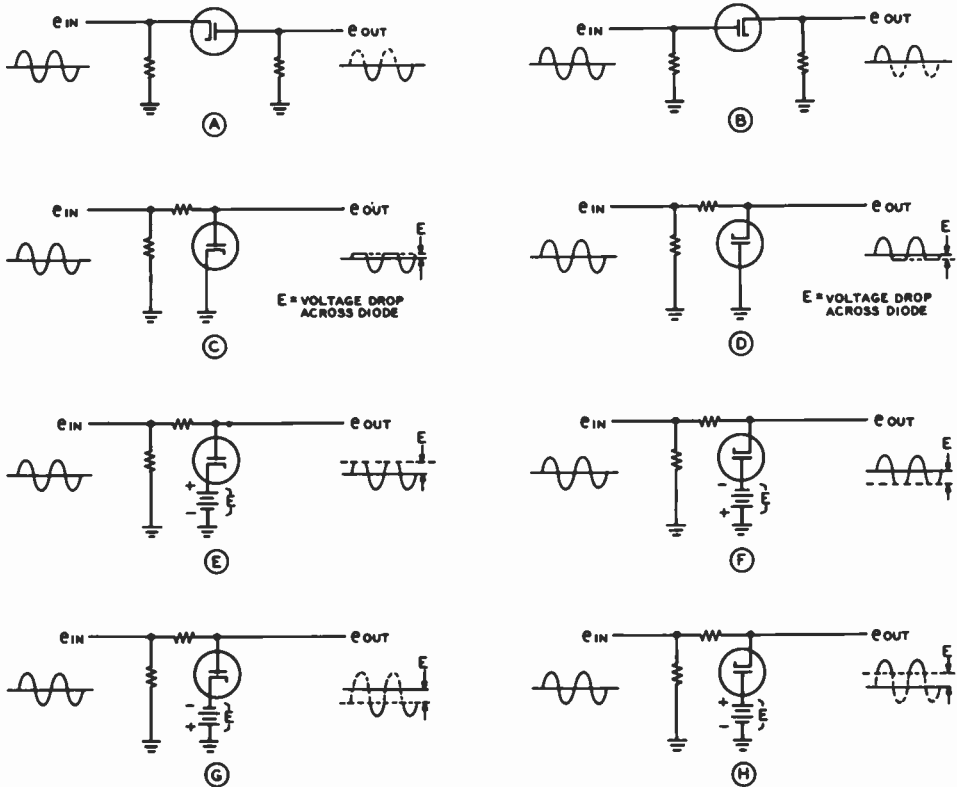 eIN
eOUT
A
eIN
eOUT
B
eIN
eOUT
E
E = VOLTAGE DROP
ACROSS DIODE
C
eIN
eOUT
E
E = VOLTAGE DROP
ACROSS DIODE
D
eIN
eOUT
E
+
E
-
E
eIN
eOUT
E
-
E
+
F
eIN
eOUT
E
-
E
+
G
eIN
eOUT
E
+
E
-
H